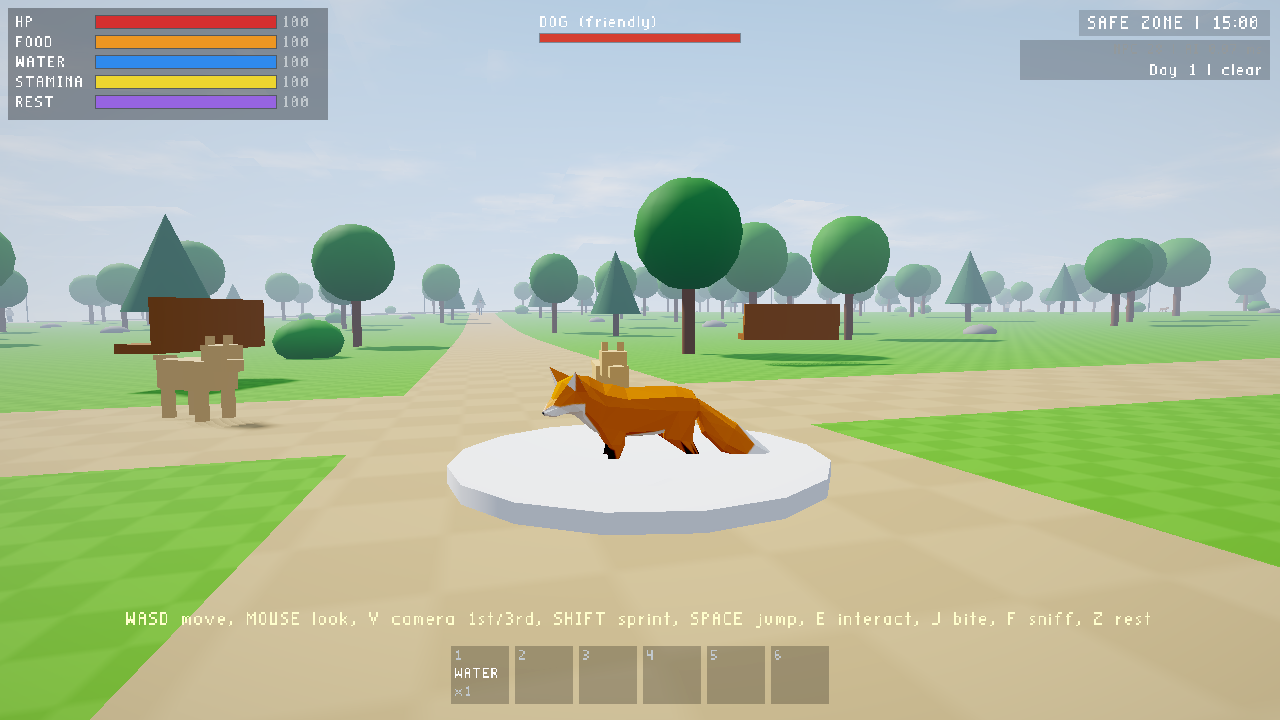 HP 100
FOOD 100
WATER 100
STAMINA 100
REST 100
DOG (friendly)
SAFE ZONE | 15:00
Day 1 | clear
WASD move, MOUSE look, V camera 1st/3rd, SHIFT sprint, SPACE jump, E interact, J bite, F sniff, Z rest
1 2 3 4 5 6
WATER
x1